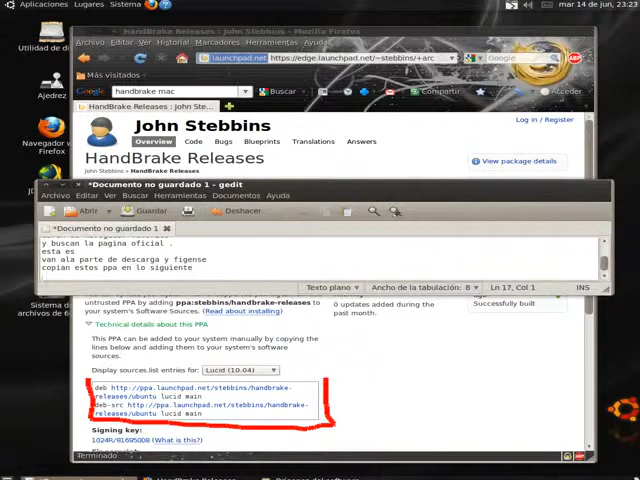 Aplicaciones Lugares Sistema
mar 14 de jun, 23:23
HandBrake Releases : John Stebbins - Mozilla Firefox
Utilidad de di
Archivo Editar Ver Historial Marcadores Herramientas Ayuda
launchpad.net https://edge.launchpad.net/~stebbins/+arc
Google
ABP
Más visitados
Ajedrez
Google handbrake mac Buscar Compartir Acceder
HandBrake Releases : John Ste...
Log in / Register
John Stebbins
Overview Code Bugs Blueprints Translations Answers
Navegador w
Firefox
HandBrake Releases
View package details
John Stebbins » HandBrake Releases
*Documento no guardado 1 - gedit
Archivo Editar Ver Buscar Herramientas Documentos Ayuda
Abrir Guardar Deshacer
*Documento no guardado 1
y buscan la pagina oficial .
esta es
van ala parte de descarga y figense
copian estos ppa en lo siguiente
Texto plano Ancho de la tabulación: 8 Ln 17, Col 1 INS
Sistema d
archivos de 6
untrusted PPA by adding ppa:stebbins/handbrake-releases to
your system's Software Sources. (Read about installing)
0 updates added during the
past month.
Successfully built
Technical details about this PPA
This PPA can be added to your system manually by copying the
lines below and adding them to your system's software
sources.
Display sources.list entries for: Lucid (10.04)
deb http://ppa.launchpad.net/stebbins/handbrake-
releases/ubuntu lucid main
deb-src http://ppa.launchpad.net/stebbins/handbrake-
releases/ubuntu lucid main
Signing key:
1024R/816950D8 (What is this?)
Terminado